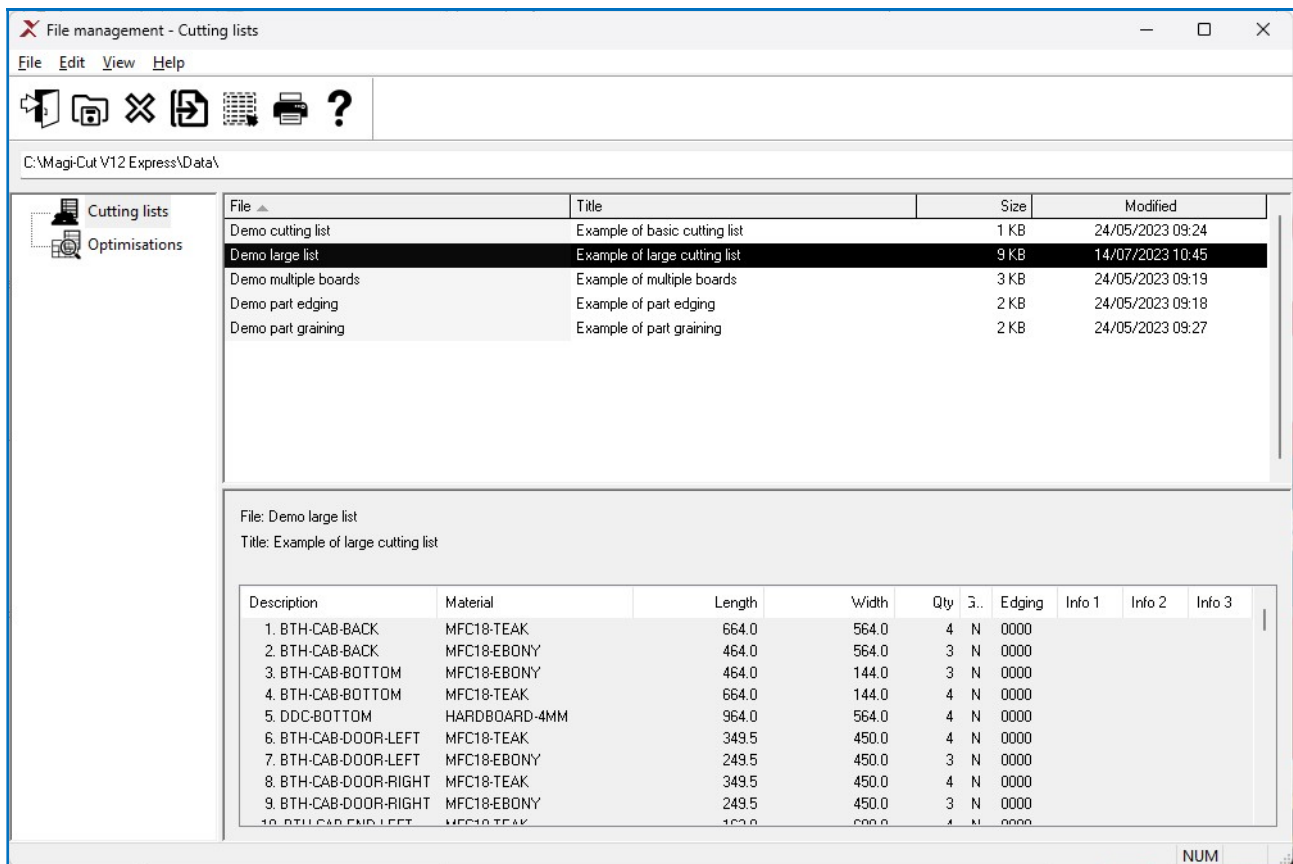 File management - Cutting lists
File Edit View Help
C:\Magi-Cut V12 Express\Data\
Cutting lists
Optimisations
File Title Size Modified
Demo cutting list Example of basic cutting list 1 KB 24/05/2023 09:24
Demo large list Example of large cutting list 9 KB 14/07/2023 10:45
Demo multiple boards Example of multiple boards 3 KB 24/05/2023 09:19
Demo part edging Example of part edging 2 KB 24/05/2023 09:18
Demo part graining Example of part graining 2 KB 24/05/2023 09:27
File: Demo large list
Title: Example of large cutting list
Description Material Length Width Qty G.. Edging Info 1 Info 2 Info 3
1. BTH-CAB-BACK MFC18-TEAK 664.0 564.0 4 N 0000
2. BTH-CAB-BACK MFC18-EBONY 464.0 564.0 3 N 0000
3. BTH-CAB-BOTTOM MFC18-EBONY 464.0 144.0 3 N 0000
4. BTH-CAB-BOTTOM MFC18-TEAK 664.0 144.0 4 N 0000
5. DDC-BOTTOM HARDBOARD-4MM 964.0 564.0 4 N 0000
6. BTH-CAB-DOOR-LEFT MFC18-TEAK 349.5 450.0 4 N 0000
7. BTH-CAB-DOOR-LEFT MFC18-EBONY 249.5 450.0 3 N 0000
8. BTH-CAB-DOOR-RIGHT MFC18-TEAK 349.5 450.0 4 N 0000
9. BTH-CAB-DOOR-RIGHT MFC18-EBONY 249.5 450.0 3 N 0000
10. BTH-CAB-END-LEFT MFC18-TEAK
NUM